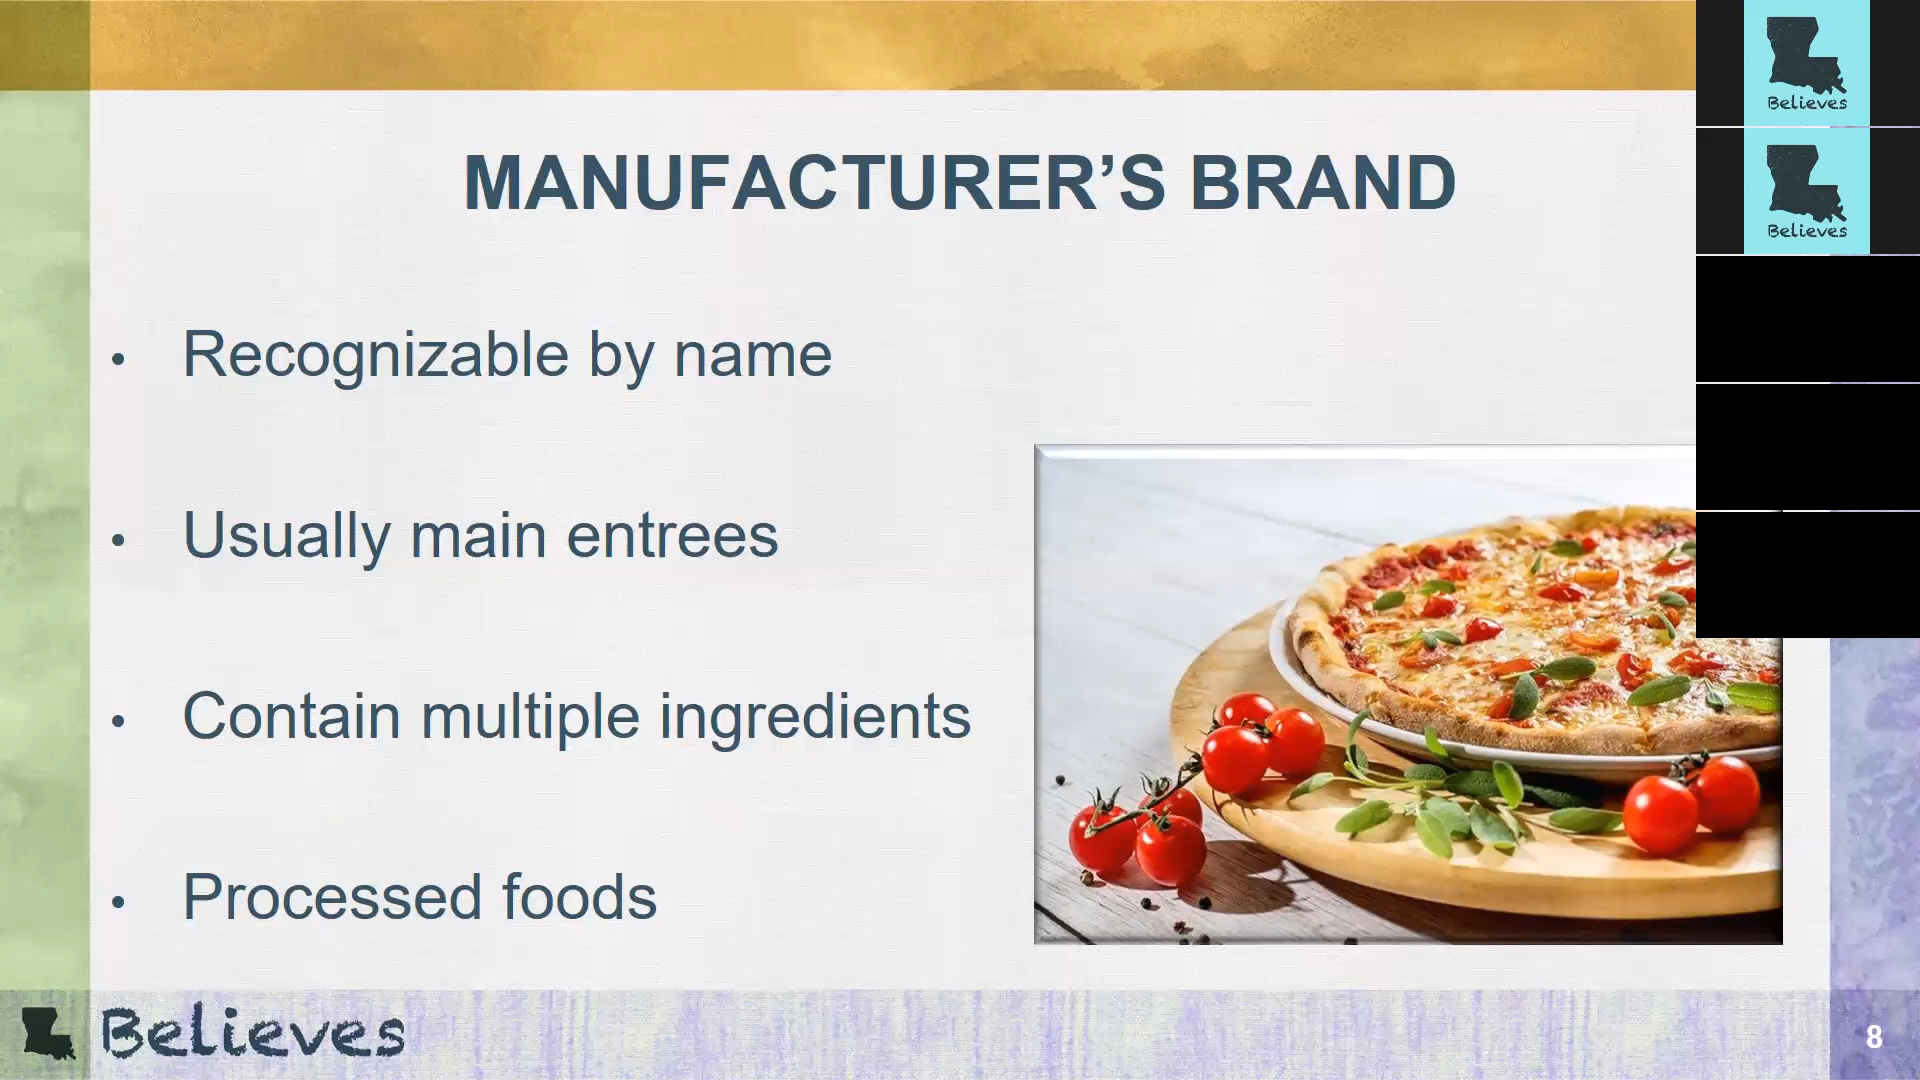 Believes
Believes
MANUFACTURER’S BRAND
• Recognizable by name
• Usually main entrees
• Contain multiple ingredients
• Processed foods
Believes
8